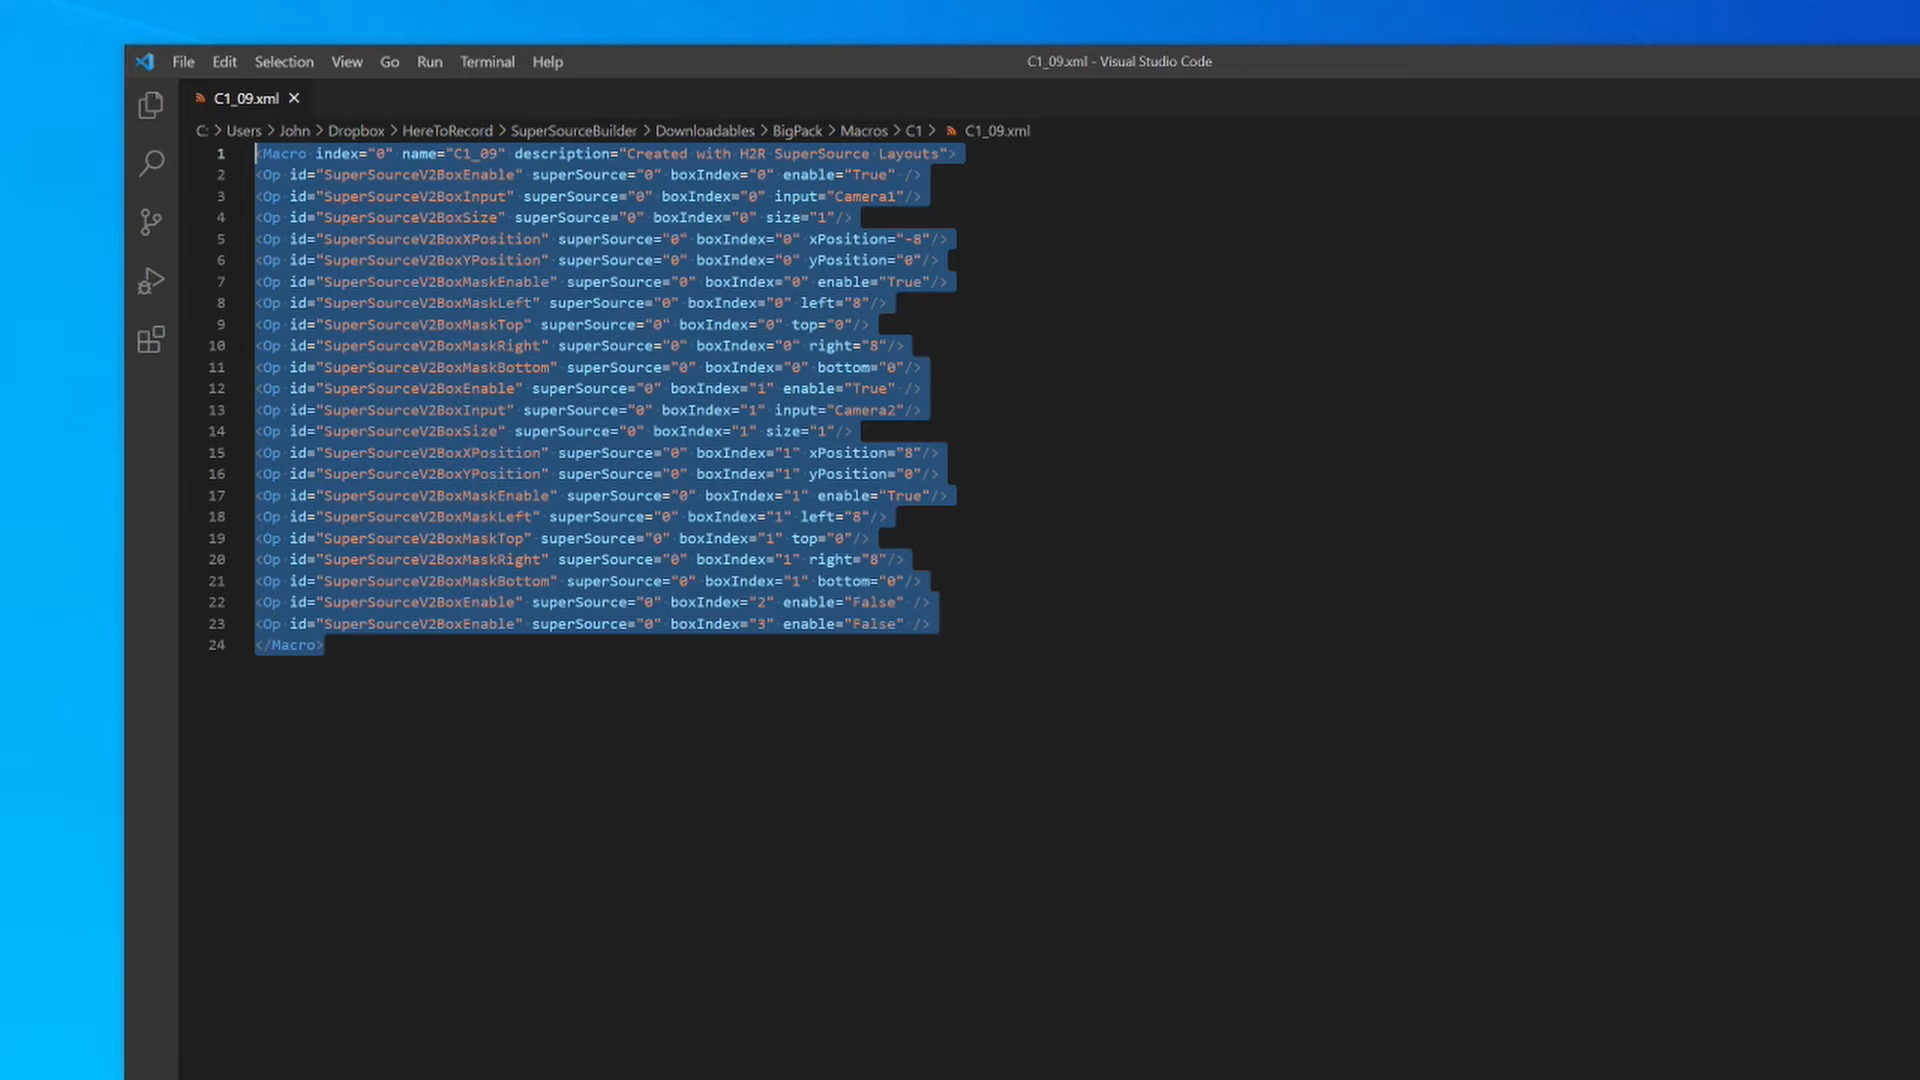 File Edit Selection View Go Run Terminal Help
C1_09.xml - Visual Studio Code
C1_09.xml
C: > Users > John > Dropbox > HereToRecord > SuperSourceBuilder > Downloadables > BigPack > Macros > C1 > C1_09.xml
1 <Macro index="0" name="C1_09" description="Created with H2R SuperSource Layouts">
2 <Op id="SuperSourceV2BoxEnable" superSource="0" boxIndex="0" enable="True" />
3 <Op id="SuperSourceV2BoxInput" superSource="0" boxIndex="0" input="Camera1"/>
4 <Op id="SuperSourceV2BoxSize" superSource="0" boxIndex="0" size="1"/>
5 <Op id="SuperSourceV2BoxXPosition" superSource="0" boxIndex="0" xPosition="-8"/>
6 <Op id="SuperSourceV2BoxYPosition" superSource="0" boxIndex="0" yPosition="0"/>
7 <Op id="SuperSourceV2BoxMaskEnable" superSource="0" boxIndex="0" enable="True"/>
8 <Op id="SuperSourceV2BoxMaskLeft" superSource="0" boxIndex="0" left="8"/>
9 <Op id="SuperSourceV2BoxMaskTop" superSource="0" boxIndex="0" top="0"/>
10 <Op id="SuperSourceV2BoxMaskRight" superSource="0" boxIndex="0" right="8"/>
11 <Op id="SuperSourceV2BoxMaskBottom" superSource="0" boxIndex="0" bottom="0"/>
12 <Op id="SuperSourceV2BoxEnable" superSource="0" boxIndex="1" enable="True" />
13 <Op id="SuperSourceV2BoxInput" superSource="0" boxIndex="1" input="Camera2"/>
14 <Op id="SuperSourceV2BoxSize" superSource="0" boxIndex="1" size="1"/>
15 <Op id="SuperSourceV2BoxXPosition" superSource="0" boxIndex="1" xPosition="8"/>
16 <Op id="SuperSourceV2BoxYPosition" superSource="0" boxIndex="1" yPosition="0"/>
17 <Op id="SuperSourceV2BoxMaskEnable" superSource="0" boxIndex="1" enable="True"/>
18 <Op id="SuperSourceV2BoxMaskLeft" superSource="0" boxIndex="1" left="8"/>
19 <Op id="SuperSourceV2BoxMaskTop" superSource="0" boxIndex="1" top="0"/>
20 <Op id="SuperSourceV2BoxMaskRight" superSource="0" boxIndex="1" right="8"/>
21 <Op id="SuperSourceV2BoxMaskBottom" superSource="0" boxIndex="1" bottom="0"/>
22 <Op id="SuperSourceV2BoxEnable" superSource="0" boxIndex="2" enable="False" />
23 <Op id="SuperSourceV2BoxEnable" superSource="0" boxIndex="3" enable="False" />
24 </Macro>